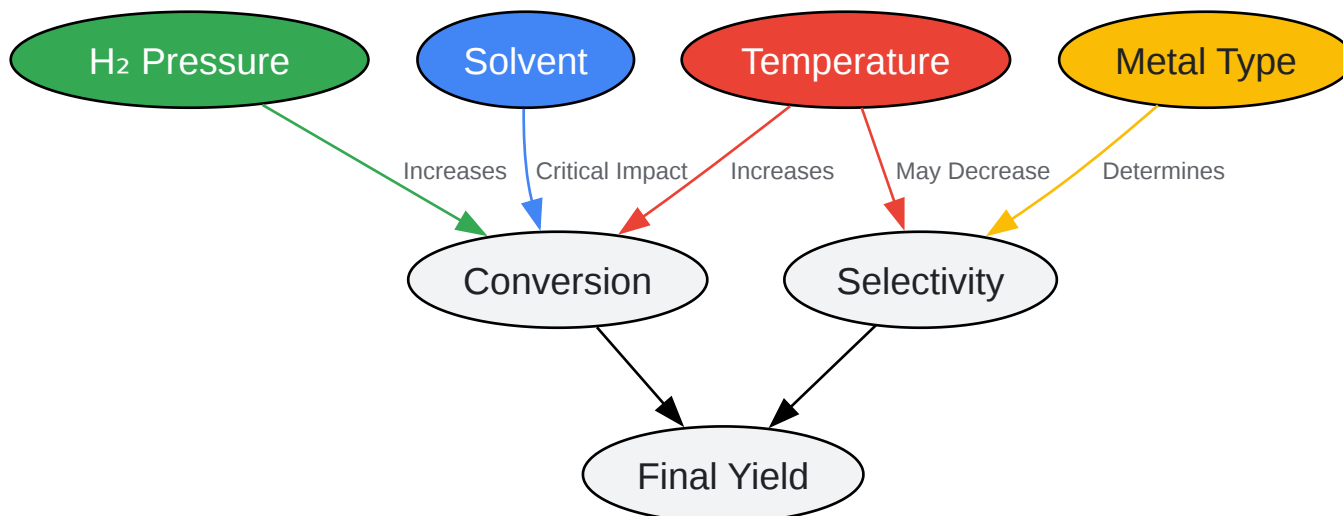 H₂ Pressure
Solvent
Temperature
Metal Type
Increases
Critical Impact
Increases
May Decrease
Determines
Conversion
Selectivity
Final Yield